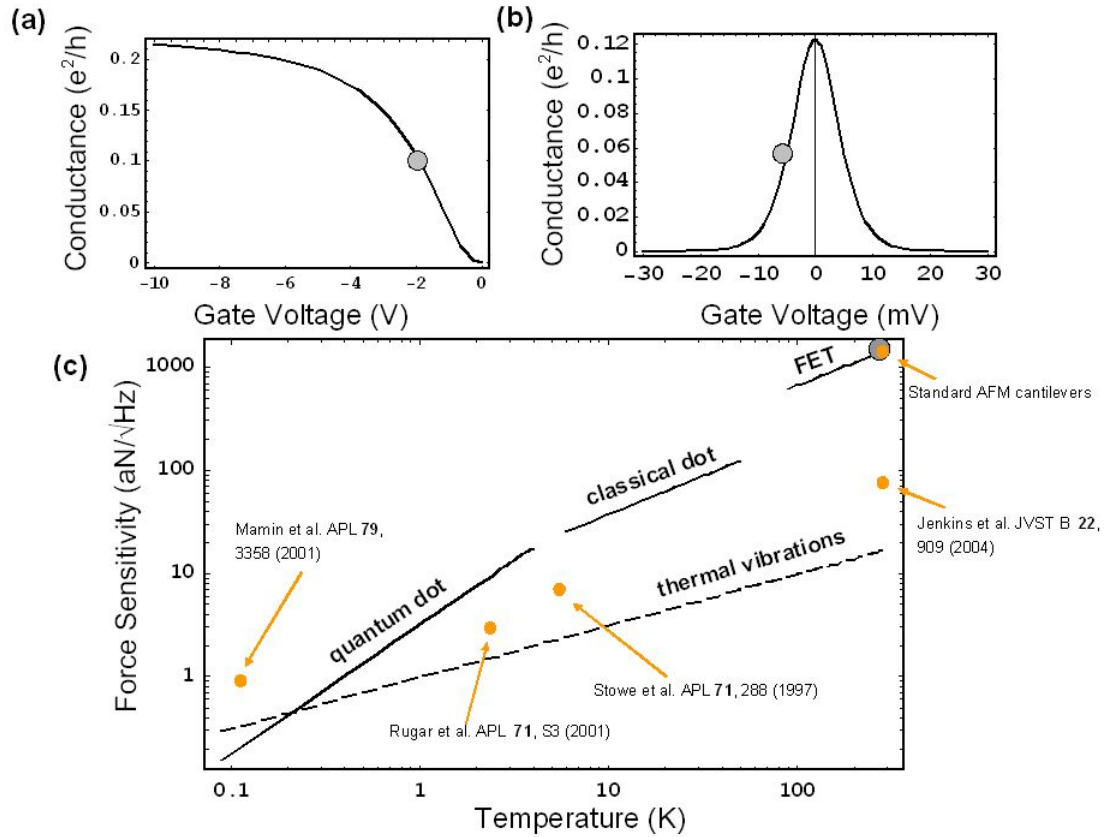 (a)
Conductance (e²/h)
0.2
0.15
0.1
0.05
0
-10
-8
-6
-4
-2
0
Gate Voltage (V)
(b)
Conductance (e²/h)
0.12
0.1
0.08
0.06
0.04
0.02
0
-30
-20
-10
0
10
20
30
Gate Voltage (mV)
(c)
Force Sensitivity (aN/√Hz)
1000
100
10
1
FET
Standard AFM cantilevers
classical dot
Mamin et al. APL 79,
3358 (2001)
Jenkins et al. JVST B 22,
909 (2004)
thermal vibrations
quantum dot
Stowe et al. APL 71, 288 (1997)
Rugar et al. APL 71, S3 (2001)
0.1
1
10
100
Temperature (K)